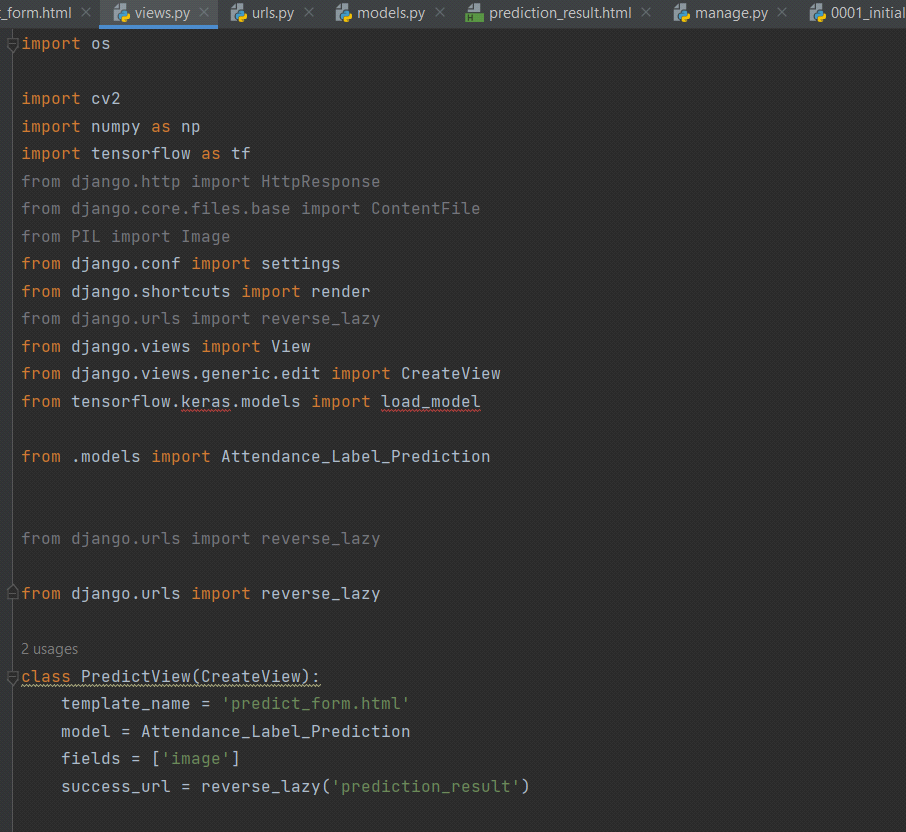 _form.html views.py urls.py models.py prediction_result.html manage.py 0001_initial
import os
import cv2
import numpy as np
import tensorflow as tf
from django.http import HttpResponse
from django.core.files.base import ContentFile
from PIL import Image
from django.conf import settings
from django.shortcuts import render
from django.urls import reverse_lazy
from django.views import View
from django.views.generic.edit import CreateView
from tensorflow.keras.models import load_model
from .models import Attendance_Label_Prediction
from django.urls import reverse_lazy
from django.urls import reverse_lazy
2 usages
class PredictView(CreateView):
    template_name = 'predict_form.html'
    model = Attendance_Label_Prediction
    fields = ['image']
    success_url = reverse_lazy('prediction_result')